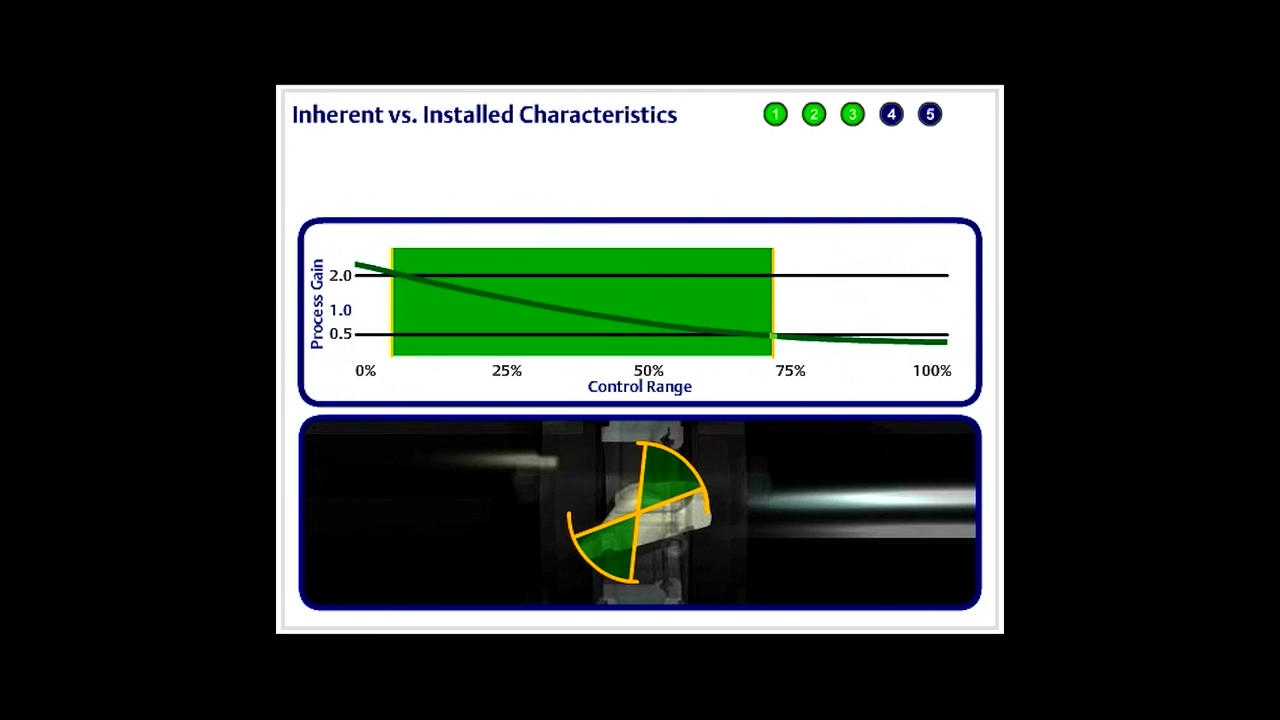 Inherent vs. Installed Characteristics
1 2 3 4 5
Process Gain
2.0
1.0
0.5
0% 25% 50% 75% 100%
Control Range